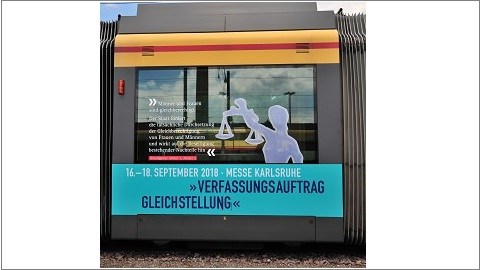 »Männer und Frauen
sind gleichberechtigt.
Der Staat fördert
die tatsächliche Durchsetzung
der Gleichberechtigung
von Frauen und Männern
und wirkt auf die Beseitigung
bestehender Nachteile hin.«
16.–18. SEPTEMBER 2018 · MESSE KARLSRUHE
»VERFASSUNGSAUFTRAG
GLEICHSTELLUNG«